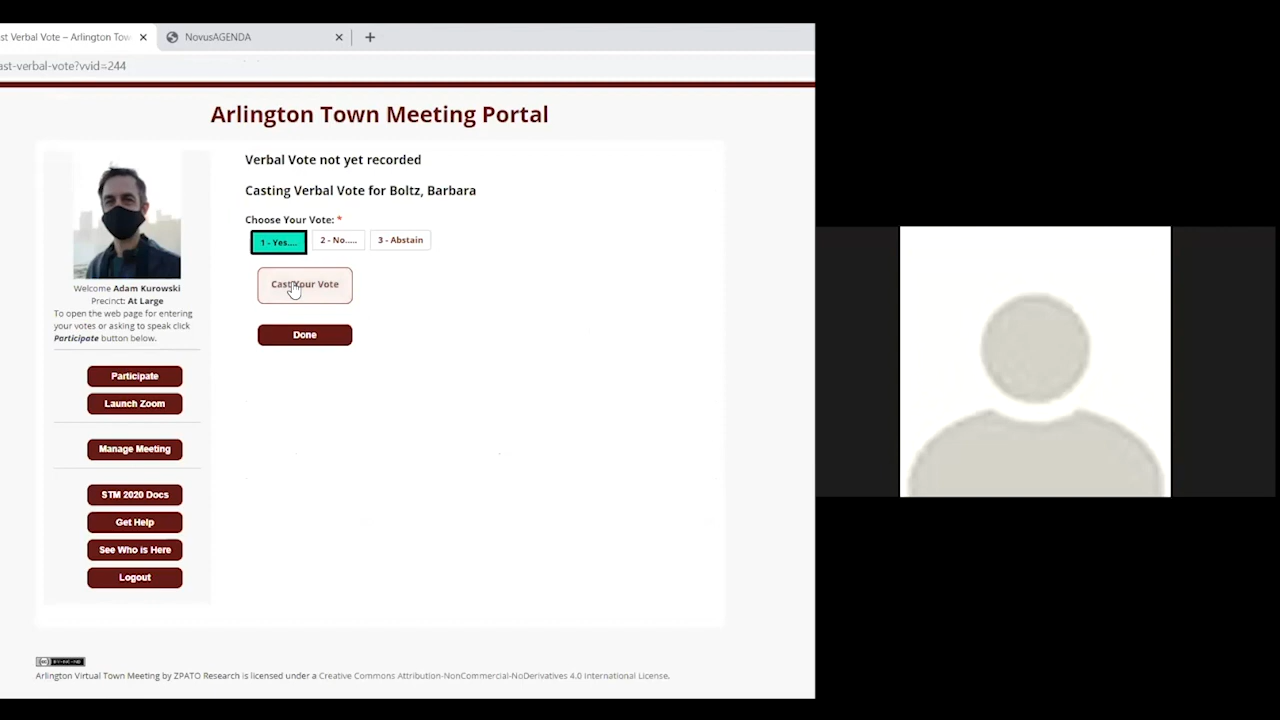 st Verbal Vote – Arlington Tow
NovusAGENDA
ast-verbal-vote?vvid=244
Arlington Town Meeting Portal
Verbal Vote not yet recorded
Casting Verbal Vote for Boltz, Barbara
Choose Your Vote: *
1 - Yes....
2 - No.....
3 - Abstain
Cast Your Vote
Done
Welcome Adam Kurowski
Precinct: At Large
To open the web page for entering
your votes or asking to speak click
Participate button below.
Participate
Launch Zoom
Manage Meeting
STM 2020 Docs
Get Help
See Who is Here
Logout
Arlington Virtual Town Meeting by ZPATO Research is licensed under a Creative Commons Attribution-NonCommercial-NoDerivatives 4.0 International License.